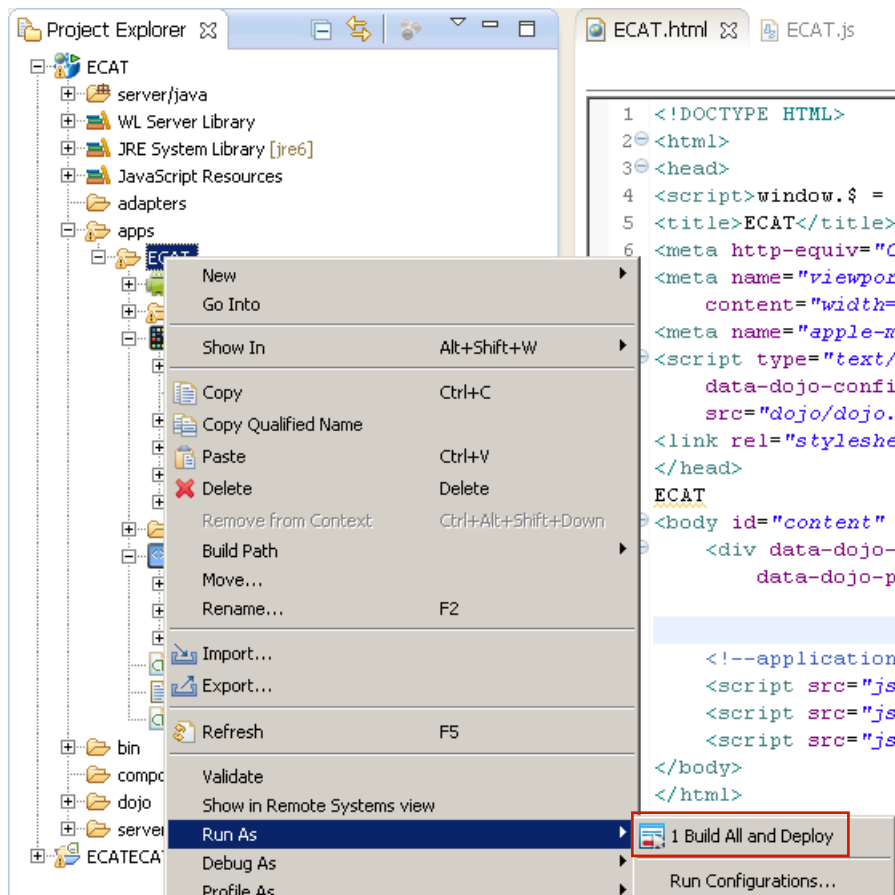 Project Explorer
ECAT
server/java
WL Server Library
JRE System Library [jre6]
JavaScript Resources
adapters
apps
ECAT
bin
compo
dojo
server
ECATECA
New
Go Into
Show In Alt+Shift+W
Copy Ctrl+C
Copy Qualified Name
Paste Ctrl+V
Delete Delete
Remove from Context Ctrl+Alt+Shift+Down
Build Path
Move...
Rename... F2
Import...
Export...
Refresh F5
Validate
Show in Remote Systems view
Run As
Debug As
Profile As
1 Build All and Deploy
Run Configurations...
ECAT.html ECAT.js
1 <!DOCTYPE HTML>
2 <html>
3 <head>
4 <script>window.$ =
5 <title>ECAT</title>
6 <meta http-equiv="C
<meta name="viewpor
content="width=
<meta name="apple-m
<script type="text/
data-dojo-confi
src="dojo/dojo.
<link rel="styleshe
</head>
ECAT
<body id="content"
<div data-dojo-
data-dojo-p
<!--application
<script src="js
<script src="js
<script src="js
</body>
</html>